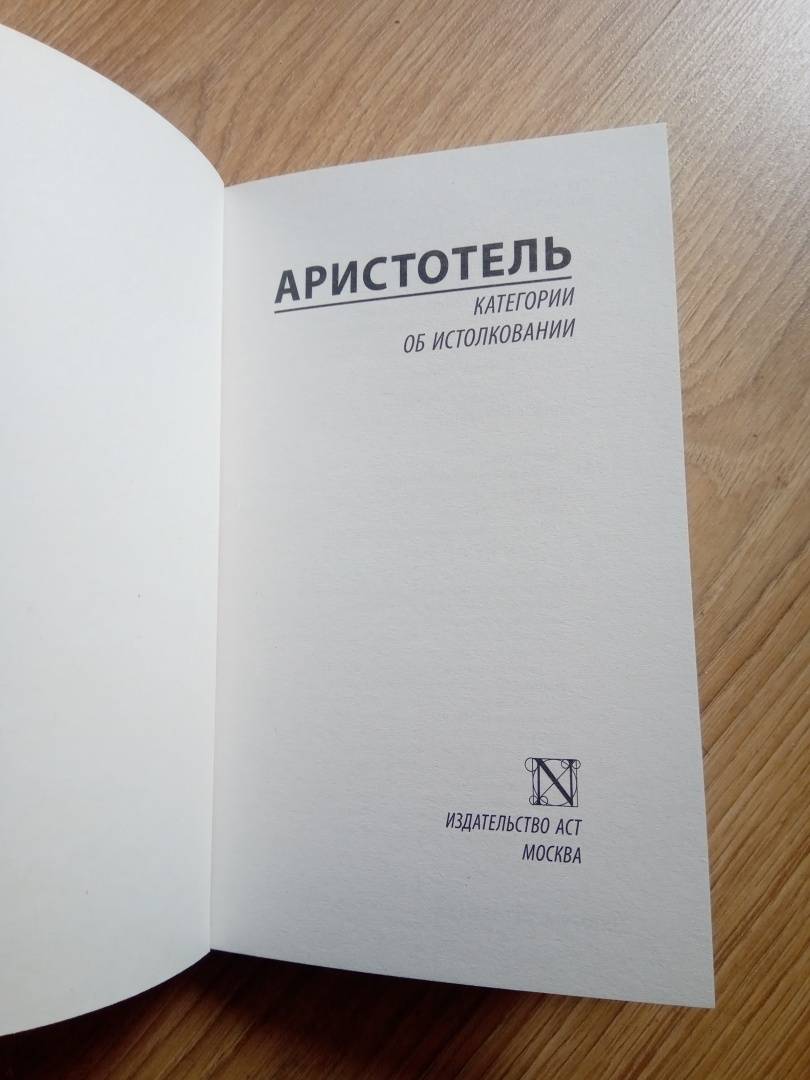 АРИСТОТЕЛЬ
КАТЕГОРИИ
ОБ ИСТОЛКОВАНИИ
N
ИЗДАТЕЛЬСТВО АСТ
МОСКВА